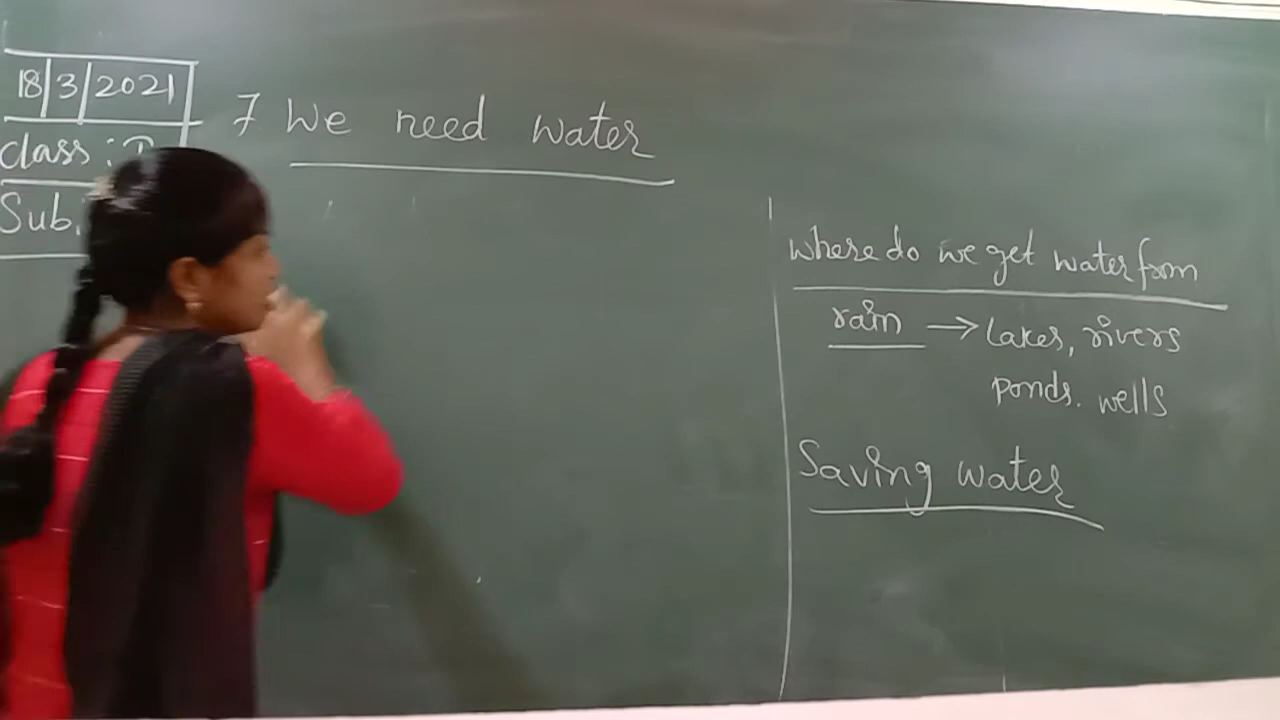 18/3/2021
class :
Sub.
7 We need water
where do we get water from
rain → Lakes, rivers
ponds. wells
Saving water